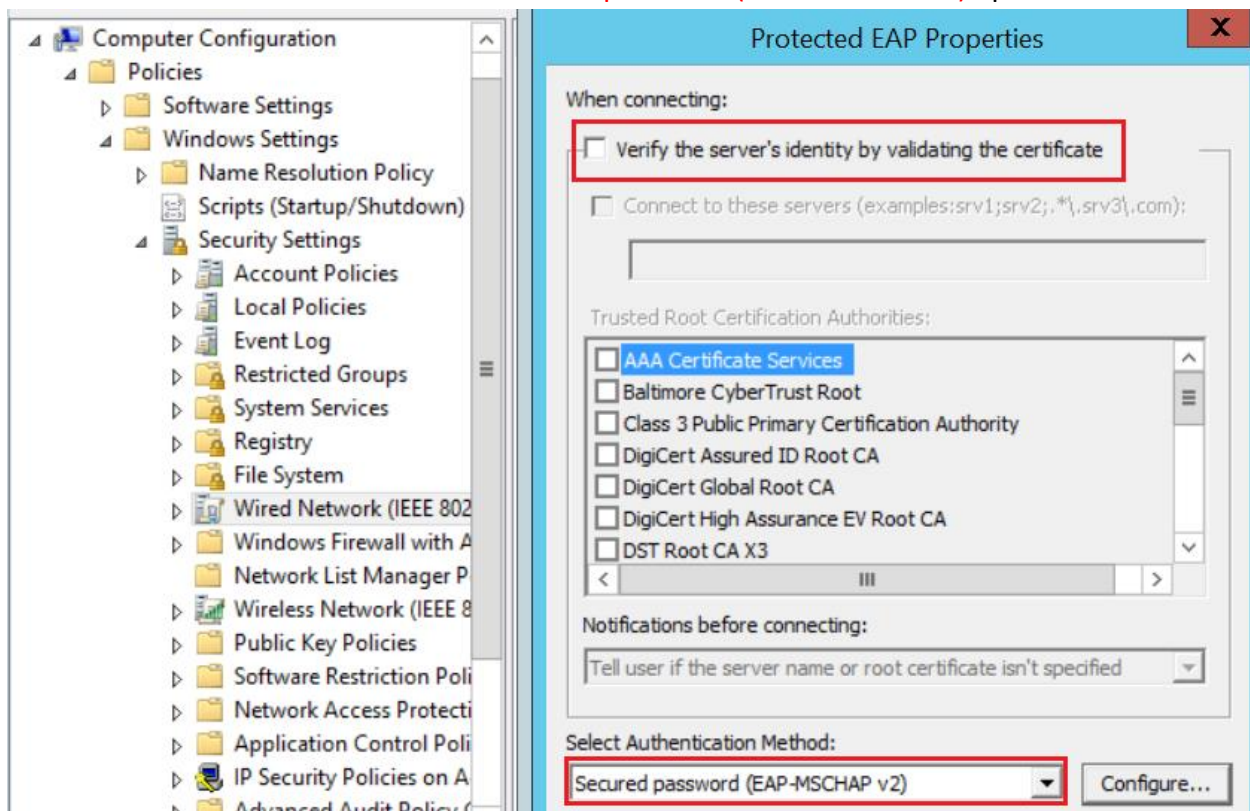 Computer Configuration
Policies
Software Settings
Windows Settings
Name Resolution Policy
Scripts (Startup/Shutdown)
Security Settings
Account Policies
Local Policies
Event Log
Restricted Groups
System Services
Registry
File System
Wired Network (IEEE 802
Windows Firewall with A
Network List Manager P
Wireless Network (IEEE 8
Public Key Policies
Software Restriction Poli
Network Access Protecti
Application Control Poli
IP Security Policies on A
Advanced Audit Policy C
Protected EAP Properties
X
When connecting:
Verify the server's identity by validating the certificate
Connect to these servers (examples:srv1;srv2;.*\.srv3\.com):
Trusted Root Certification Authorities:
AAA Certificate Services
Baltimore CyberTrust Root
Class 3 Public Primary Certification Authority
DigiCert Assured ID Root CA
DigiCert Global Root CA
DigiCert High Assurance EV Root CA
DST Root CA X3
Notifications before connecting:
Tell user if the server name or root certificate isn't specified
Select Authentication Method:
Secured password (EAP-MSCHAP v2)
Configure...